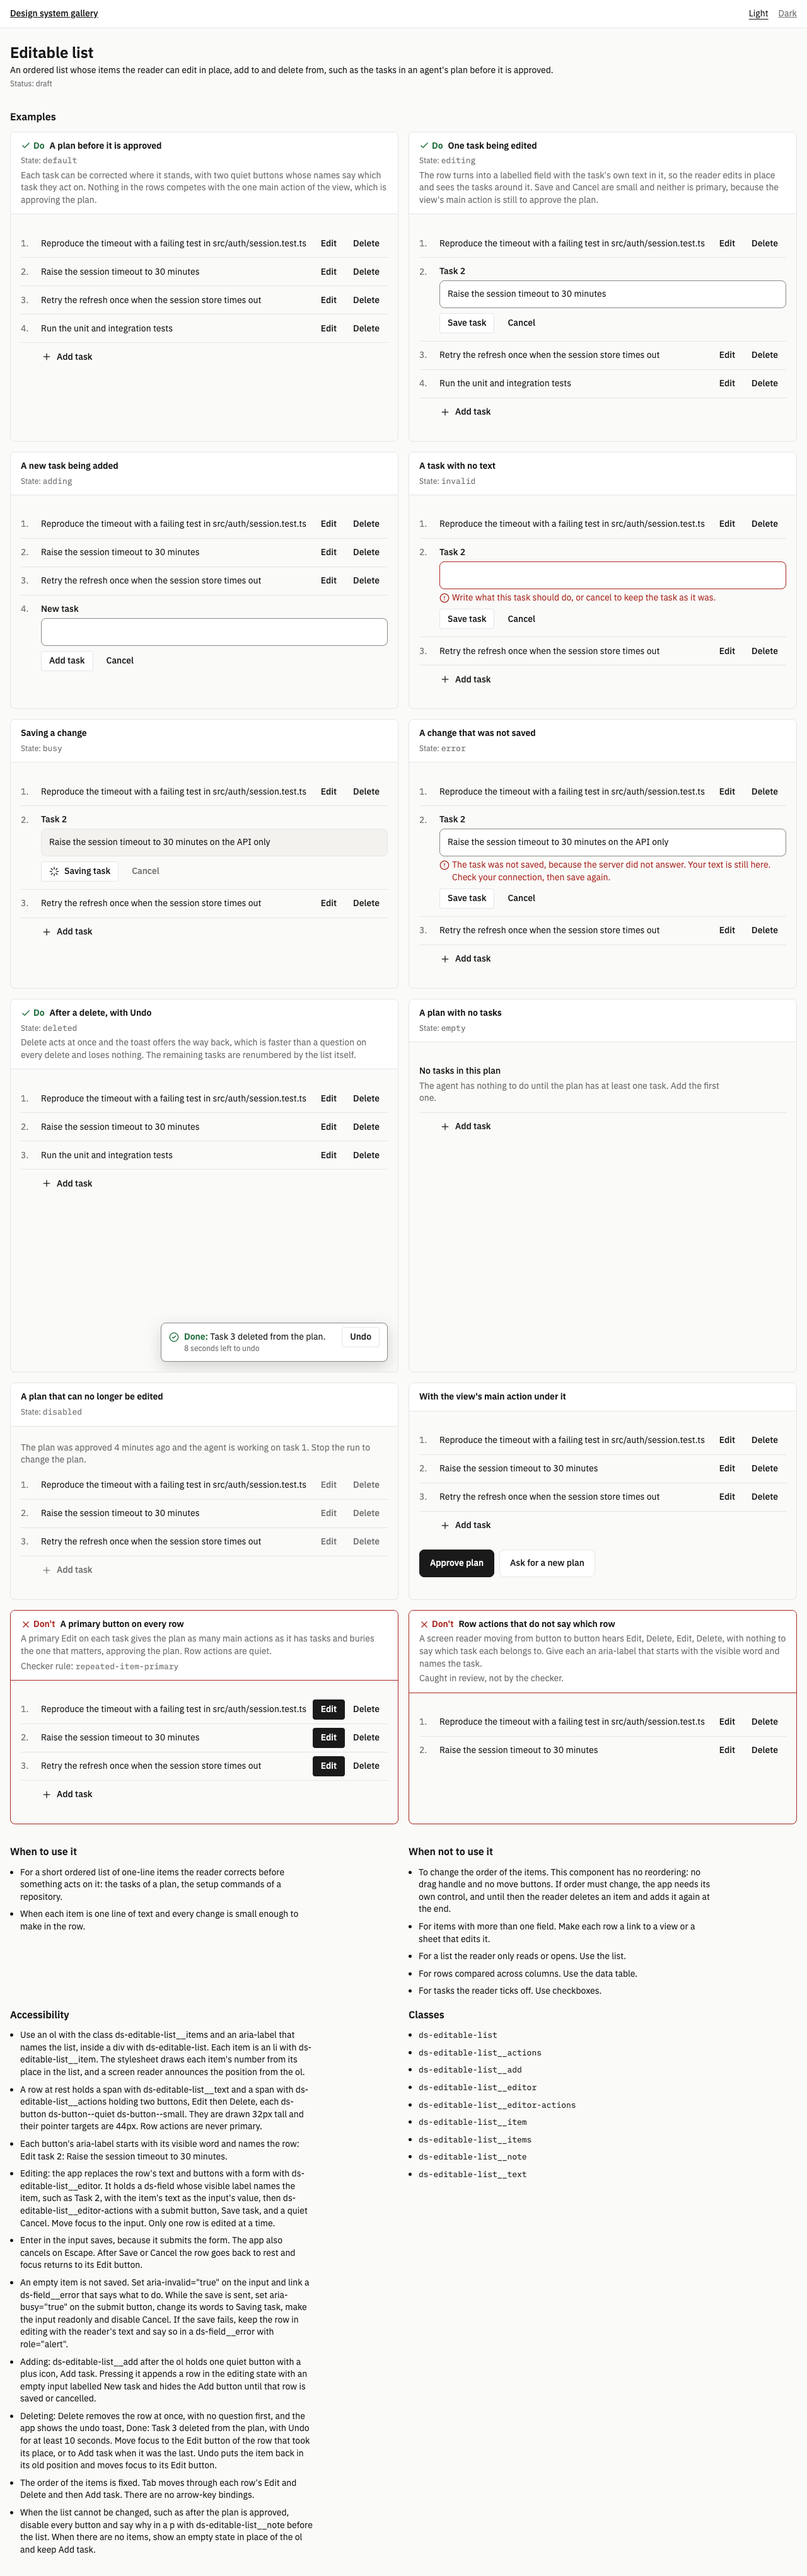 Design system gallery
Light
Dark
Editable list
An ordered list whose items the reader can edit in place, add to and delete from, such as the tasks in an agent's plan before it is approved.
Status: draft
Examples
Do A plan before it is approved
State: default
Each task can be corrected where it stands, with two quiet buttons whose names say which
task they act on. Nothing in the rows competes with the one main action of the view, which is
approving the plan.
1. Reproduce the timeout with a failing test in src/auth/session.test.ts Edit Delete
2. Raise the session timeout to 30 minutes Edit Delete
3. Retry the refresh once when the session store times out Edit Delete
4. Run the unit and integration tests Edit Delete
Add task
Do One task being edited
State: editing
The row turns into a labelled field with the task's own text in it, so the reader edits in place
and sees the tasks around it. Save and Cancel are small and neither is primary, because the
view's main action is still to approve the plan.
1. Reproduce the timeout with a failing test in src/auth/session.test.ts Edit Delete
2. Task 2
Raise the session timeout to 30 minutes
Save task Cancel
3. Retry the refresh once when the session store times out Edit Delete
4. Run the unit and integration tests Edit Delete
Add task
A new task being added
State: adding
1. Reproduce the timeout with a failing test in src/auth/session.test.ts Edit Delete
2. Raise the session timeout to 30 minutes Edit Delete
3. Retry the refresh once when the session store times out Edit Delete
4. New task
Add task Cancel
A task with no text
State: invalid
1. Reproduce the timeout with a failing test in src/auth/session.test.ts Edit Delete
2. Task 2
Write what this task should do, or cancel to keep the task as it was.
Save task Cancel
3. Retry the refresh once when the session store times out Edit Delete
Add task
Saving a change
State: busy
1. Reproduce the timeout with a failing test in src/auth/session.test.ts Edit Delete
2. Task 2
Raise the session timeout to 30 minutes on the API only
Saving task Cancel
3. Retry the refresh once when the session store times out Edit Delete
Add task
A change that was not saved
State: error
1. Reproduce the timeout with a failing test in src/auth/session.test.ts Edit Delete
2. Task 2
Raise the session timeout to 30 minutes on the API only
The task was not saved, because the server did not answer. Your text is still here.
Check your connection, then save again.
Save task Cancel
3. Retry the refresh once when the session store times out Edit Delete
Add task
Do After a delete, with Undo
State: deleted
Delete acts at once and the toast offers the way back, which is faster than a question on
every delete and loses nothing. The remaining tasks are renumbered by the list itself.
1. Reproduce the timeout with a failing test in src/auth/session.test.ts Edit Delete
2. Raise the session timeout to 30 minutes Edit Delete
3. Run the unit and integration tests Edit Delete
Add task
Done: Task 3 deleted from the plan. Undo
8 seconds left to undo
A plan with no tasks
State: empty
No tasks in this plan
The agent has nothing to do until the plan has at least one task. Add the first
one.
Add task
A plan that can no longer be edited
State: disabled
The plan was approved 4 minutes ago and the agent is working on task 1. Stop the run to
change the plan.
1. Reproduce the timeout with a failing test in src/auth/session.test.ts Edit Delete
2. Raise the session timeout to 30 minutes Edit Delete
3. Retry the refresh once when the session store times out Edit Delete
Add task
With the view's main action under it
1. Reproduce the timeout with a failing test in src/auth/session.test.ts Edit Delete
2. Raise the session timeout to 30 minutes Edit Delete
3. Retry the refresh once when the session store times out Edit Delete
Add task
Approve plan Ask for a new plan
Don't A primary button on every row
A primary Edit on each task gives the plan as many main actions as it has tasks and buries
the one that matters, approving the plan. Row actions are quiet.
Checker rule: repeated-item-primary
1. Reproduce the timeout with a failing test in src/auth/session.test.ts Edit Delete
2. Raise the session timeout to 30 minutes Edit Delete
3. Retry the refresh once when the session store times out Edit Delete
Add task
Don't Row actions that do not say which row
A screen reader moving from button to button hears Edit, Delete, Edit, Delete, with nothing to
say which task each belongs to. Give each an aria-label that starts with the visible word and
names the task.
Caught in review, not by the checker.
1. Reproduce the timeout with a failing test in src/auth/session.test.ts Edit Delete
2. Raise the session timeout to 30 minutes Edit Delete
When to use it
For a short ordered list of one-line items the reader corrects before
something acts on it: the tasks of a plan, the setup commands of a
repository.
When each item is one line of text and every change is small enough to
make in the row.
When not to use it
To change the order of the items. This component has no reordering: no
drag handle and no move buttons. If order must change, the app needs its
own control, and until then the reader deletes an item and adds it again at
the end.
For items with more than one field. Make each row a link to a view or a
sheet that edits it.
For a list the reader only reads or opens. Use the list.
For rows compared across columns. Use the data table.
For tasks the reader ticks off. Use checkboxes.
Accessibility
Use an ol with the class ds-editable-list__items and an aria-label that
names the list, inside a div with ds-editable-list. Each item is an li with ds-
editable-list__item. The stylesheet draws each item's number from its
place in the list, and a screen reader announces the position from the ol.
A row at rest holds a span with ds-editable-list__text and a span with ds-
editable-list__actions holding two buttons, Edit then Delete, each ds-
button ds-button--quiet ds-button--small. They are drawn 32px tall and
their pointer targets are 44px. Row actions are never primary.
Each button's aria-label starts with its visible word and names the row:
Edit task 2: Raise the session timeout to 30 minutes.
Editing: the app replaces the row's text and buttons with a form with ds-
editable-list__editor. It holds a ds-field whose visible label names the
item, such as Task 2, with the item's text as the input's value, then ds-
editable-list__editor-actions with a submit button, Save task, and a quiet
Cancel. Move focus to the input. Only one row is edited at a time.
Enter in the input saves, because it submits the form. The app also
cancels on Escape. After Save or Cancel the row goes back to rest and
focus returns to its Edit button.
An empty item is not saved. Set aria-invalid="true" on the input and link a
ds-field__error that says what to do. While the save is sent, set aria-
busy="true" on the submit button, change its words to Saving task, make
the input readonly and disable Cancel. If the save fails, keep the row in
editing with the reader's text and say so in a ds-field__error with
role="alert".
Adding: ds-editable-list__add after the ol holds one quiet button with a
plus icon, Add task. Pressing it appends a row in the editing state with an
empty input labelled New task and hides the Add button until that row is
saved or cancelled.
Deleting: Delete removes the row at once, with no question first, and the
app shows the undo toast, Done: Task 3 deleted from the plan, with Undo
for at least 10 seconds. Move focus to the Edit button of the row that took
its place, or to Add task when it was the last. Undo puts the item back in
its old position and moves focus to its Edit button.
The order of the items is fixed. Tab moves through each row's Edit and
Delete and then Add task. There are no arrow-key bindings.
When the list cannot be changed, such as after the plan is approved,
disable every button and say why in a p with ds-editable-list__note before
the list. When there are no items, show an empty state in place of the ol
and keep Add task.
Classes
ds-editable-list
ds-editable-list__actions
ds-editable-list__add
ds-editable-list__editor
ds-editable-list__editor-actions
ds-editable-list__item
ds-editable-list__items
ds-editable-list__note
ds-editable-list__text